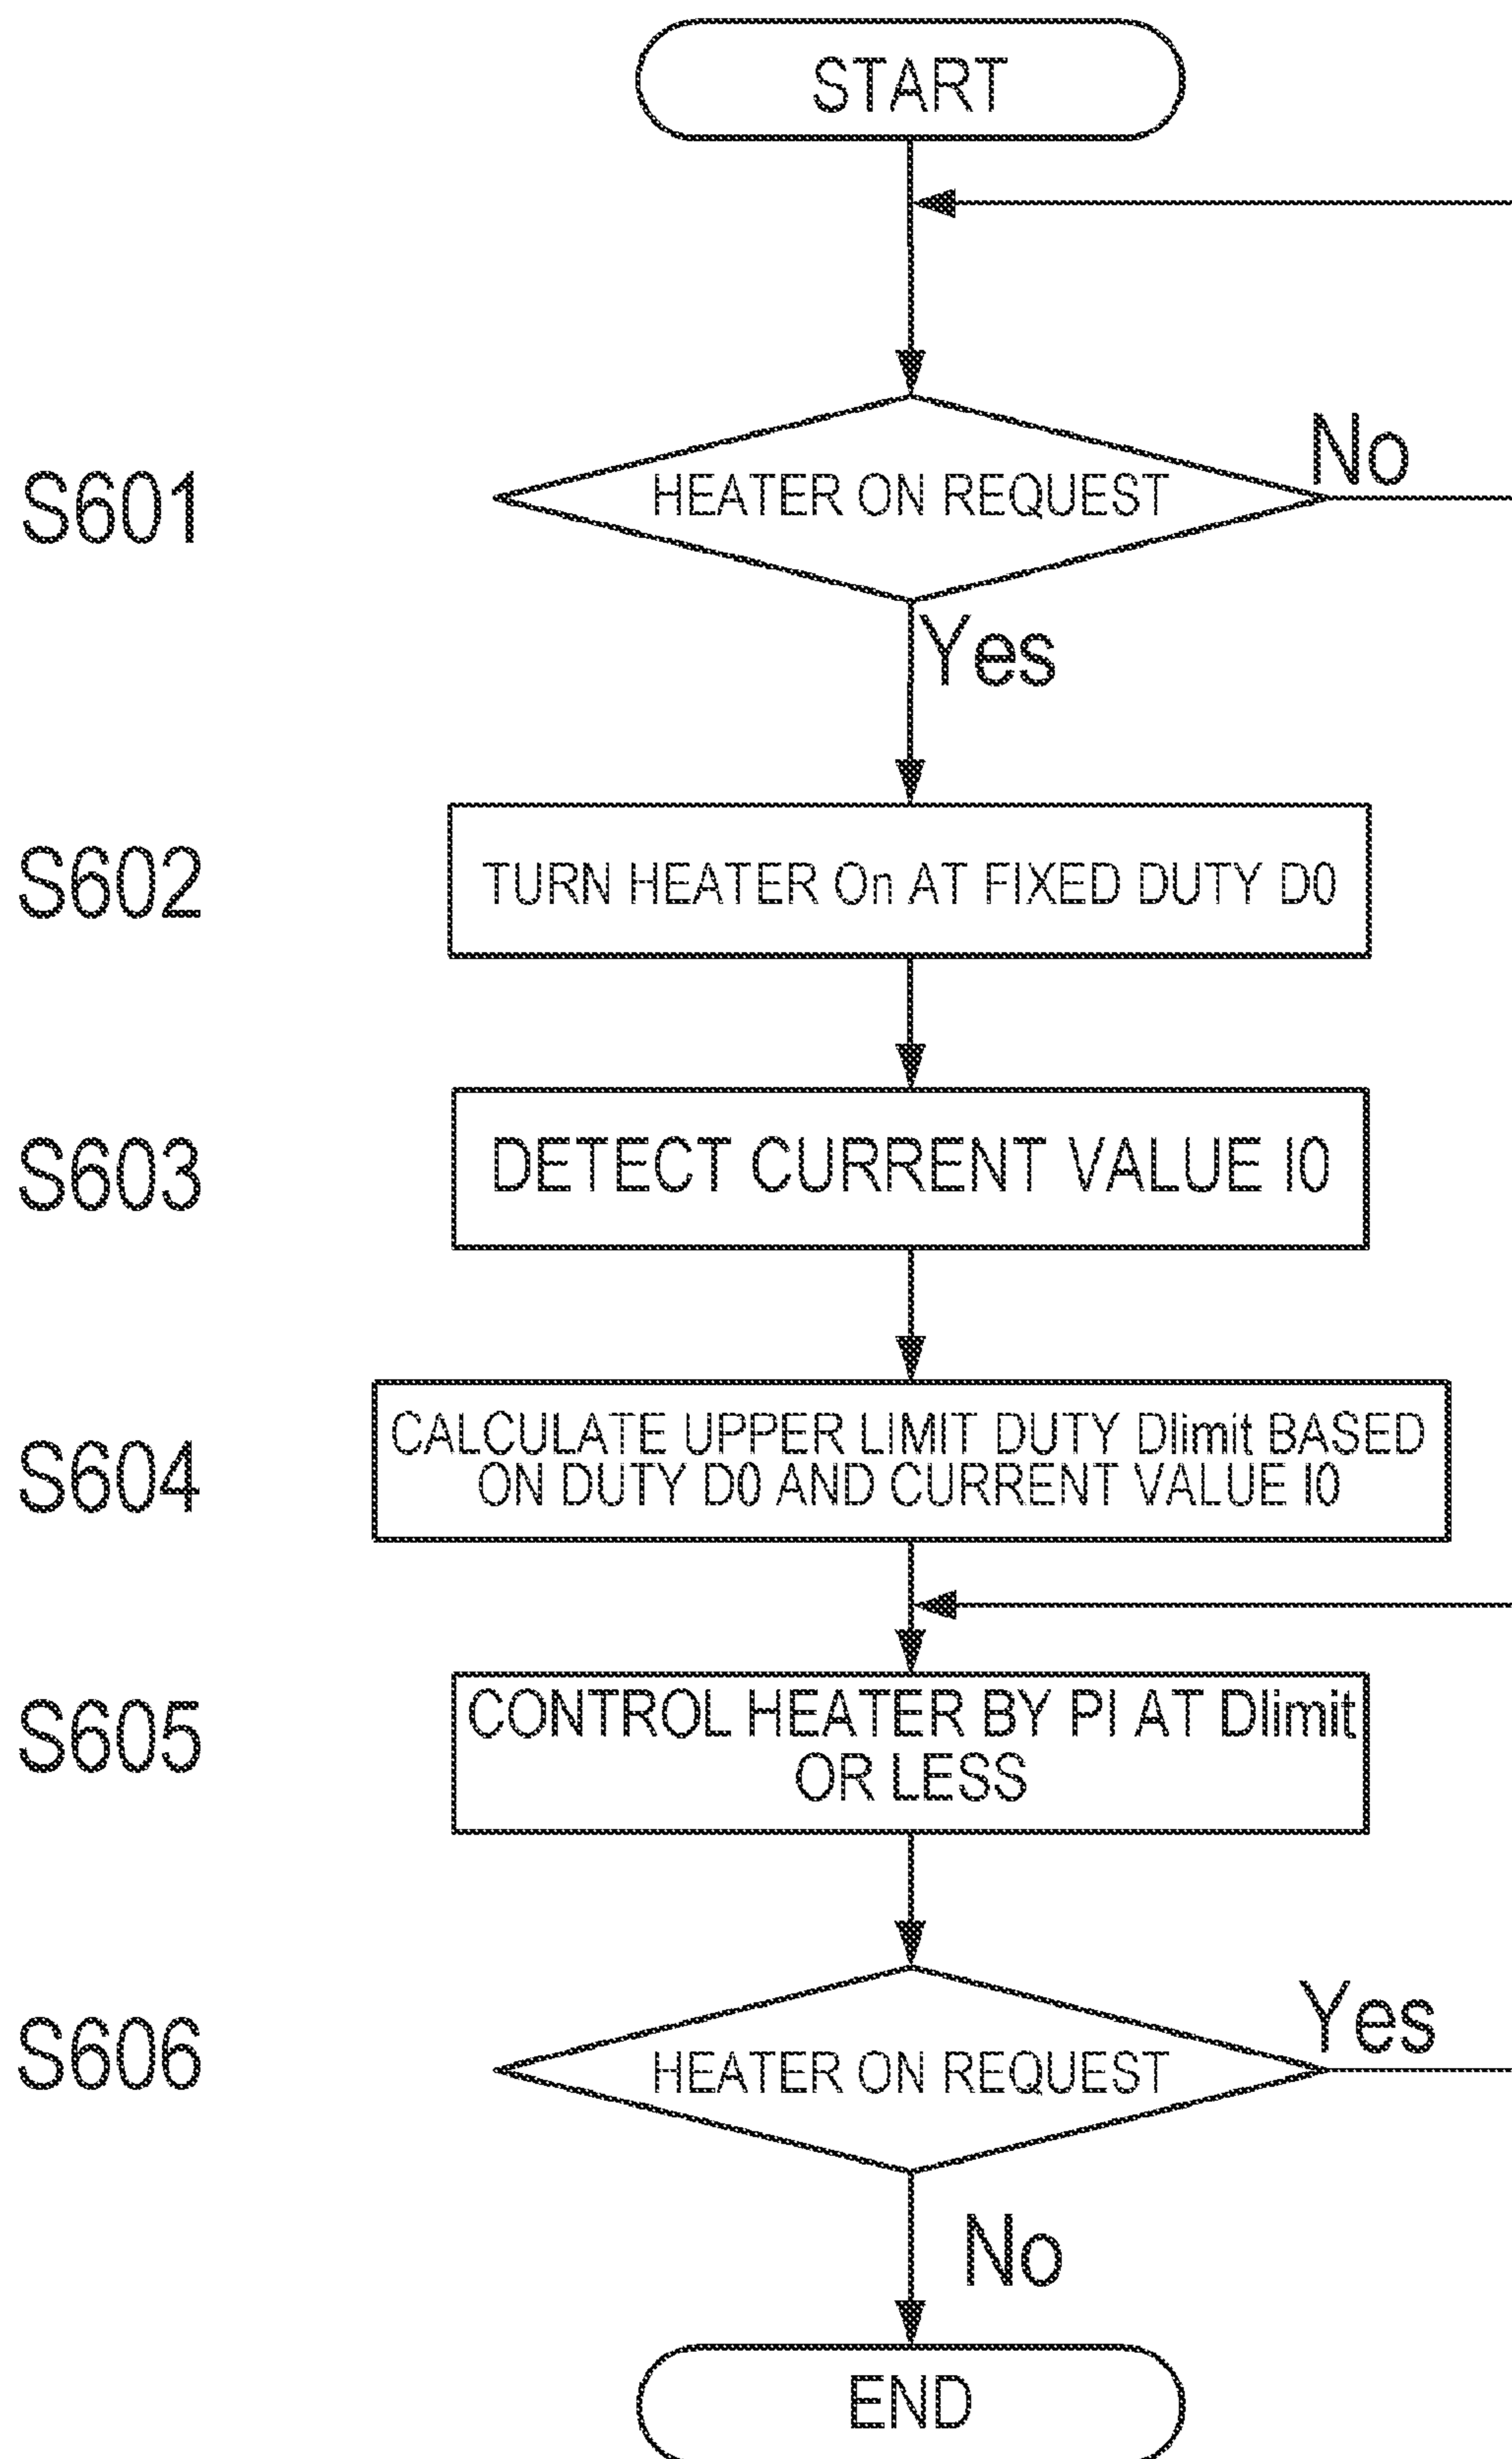 START
S601
HEATER ON REQUEST
No
Yes
S602
TURN HEATER On AT FIXED DUTY D0
S603
DETECT CURRENT VALUE I0
S604
CALCULATE UPPER LIMIT DUTY Dlimit BASED
ON DUTY D0 AND CURRENT VALUE I0
S605
CONTROL HEATER BY PI AT Dlimit
OR LESS
S606
HEATER ON REQUEST
Yes
No
END